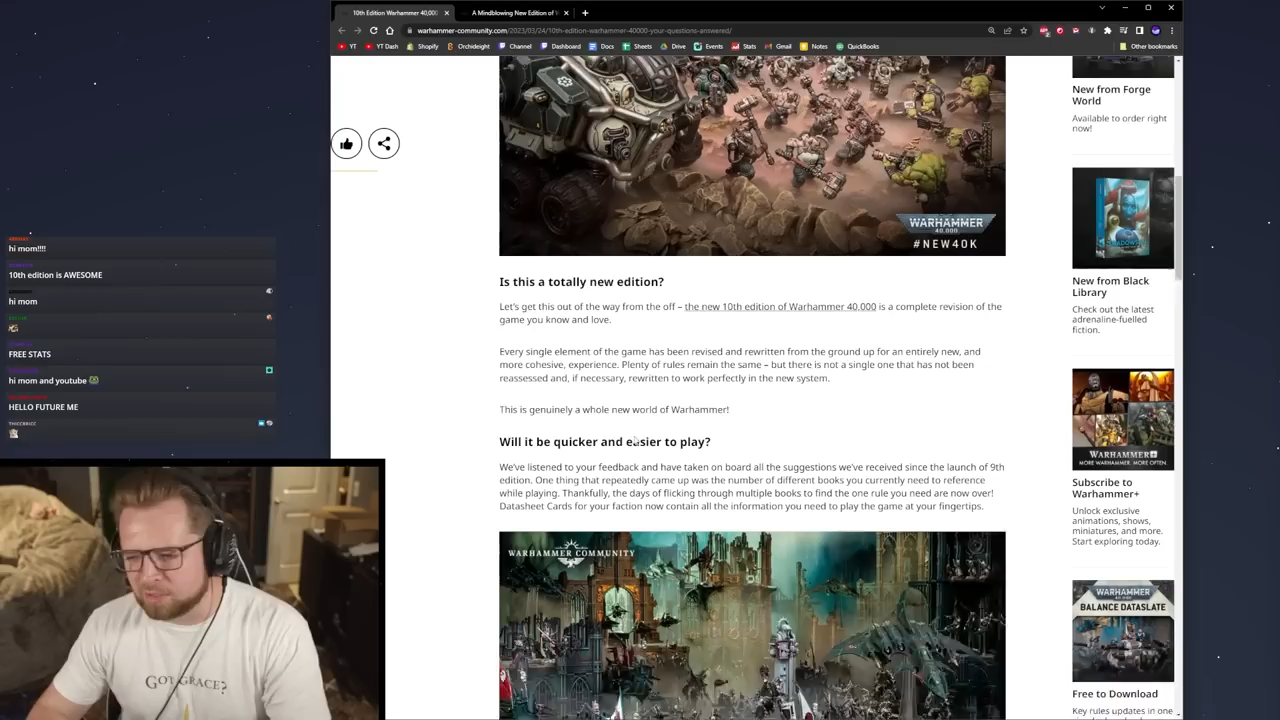 10th Edition Warhammer 40,000
A Mindblowing New Edition of W
warhammer-community.com/2023/03/24/10th-edition-warhammer-40000-your-questions-answered/
YT
YT Dash
Shopify
Orchideight
Channel
Dashboard
Docs
Sheets
Drive
Events
Stats
Gmail
Notes
QuickBooks
Other bookmarks
WARHAMMER
40,000
#NEW40K
Is this a totally new edition?
Let's get this out of the way from the off – the new 10th edition of Warhammer 40,000 is a complete revision of the
game you know and love.
Every single element of the game has been revised and rewritten from the ground up for an entirely new, and
more cohesive, experience. Plenty of rules remain the same – but there is not a single one that has not been
reassessed and, if necessary, rewritten to work perfectly in the new system.
This is genuinely a whole new world of Warhammer!
Will it be quicker and easier to play?
We've listened to your feedback and have taken on board all the suggestions we've received since the launch of 9th
edition. One thing that repeatedly came up was the number of different books you currently need to reference
while playing. Thankfully, the days of flicking through multiple books to find the one rule you need are now over!
Datasheet Cards for your faction now contain all the information you need to play the game at your fingertips.
WARHAMMER COMMUNITY
New from Forge
World
Available to order right
now!
New from Black
Library
Check out the latest
adrenaline-fuelled
fiction.
WARHAMMER+
MORE WARHAMMER. MORE OFTEN.
Subscribe to
Warhammer+
Unlock exclusive
animations, shows,
miniatures, and more.
Start exploring today.
WARHAMMER
40,000
BALANCE DATASLATE
Free to Download
Key rules updates in one
hi mom!!!!
10th edition is AWESOME
hi mom
FREE STATS
hi mom and youtube
HELLO FUTURE ME
THICCBRICC
GOT GRACE?